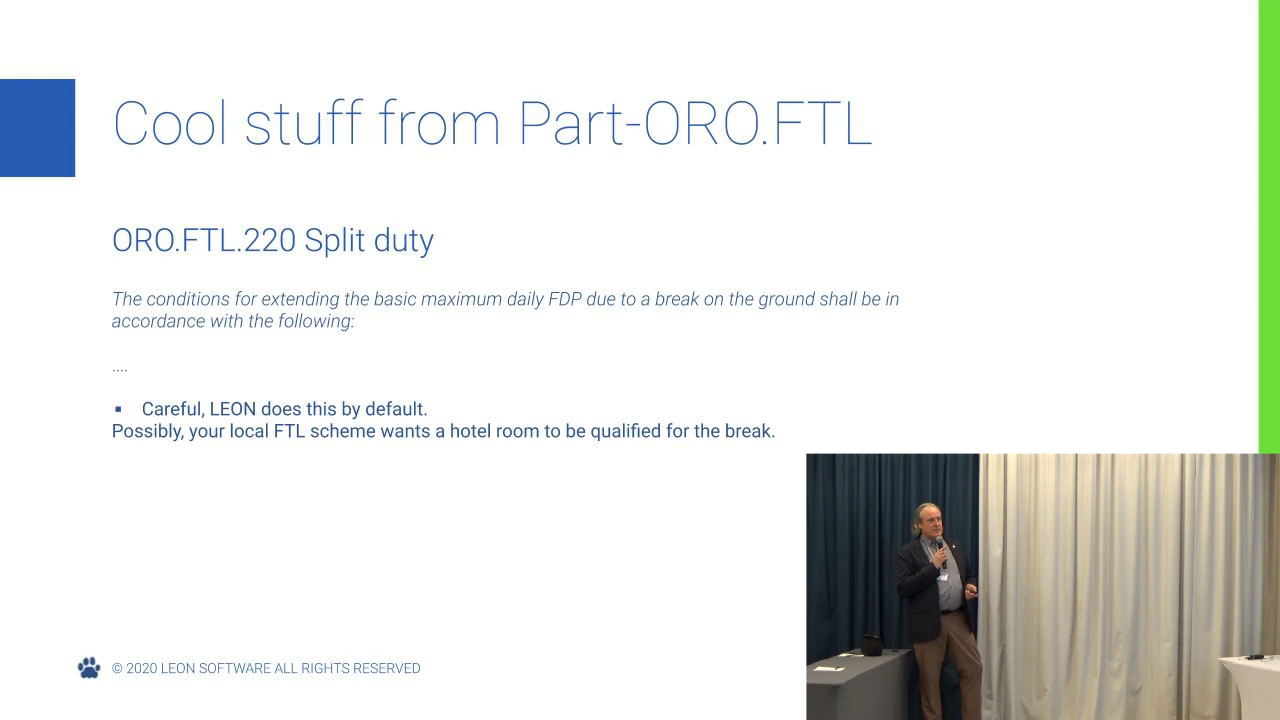 Cool stuff from Part-ORO.FTL
ORO.FTL.220 Split duty
The conditions for extending the basic maximum daily FDP due to a break on the ground shall be in
accordance with the following:
....
▪ Careful, LEON does this by default.
Possibly, your local FTL scheme wants a hotel room to be qualified for the break.
© 2020 LEON SOFTWARE ALL RIGHTS RESERVED